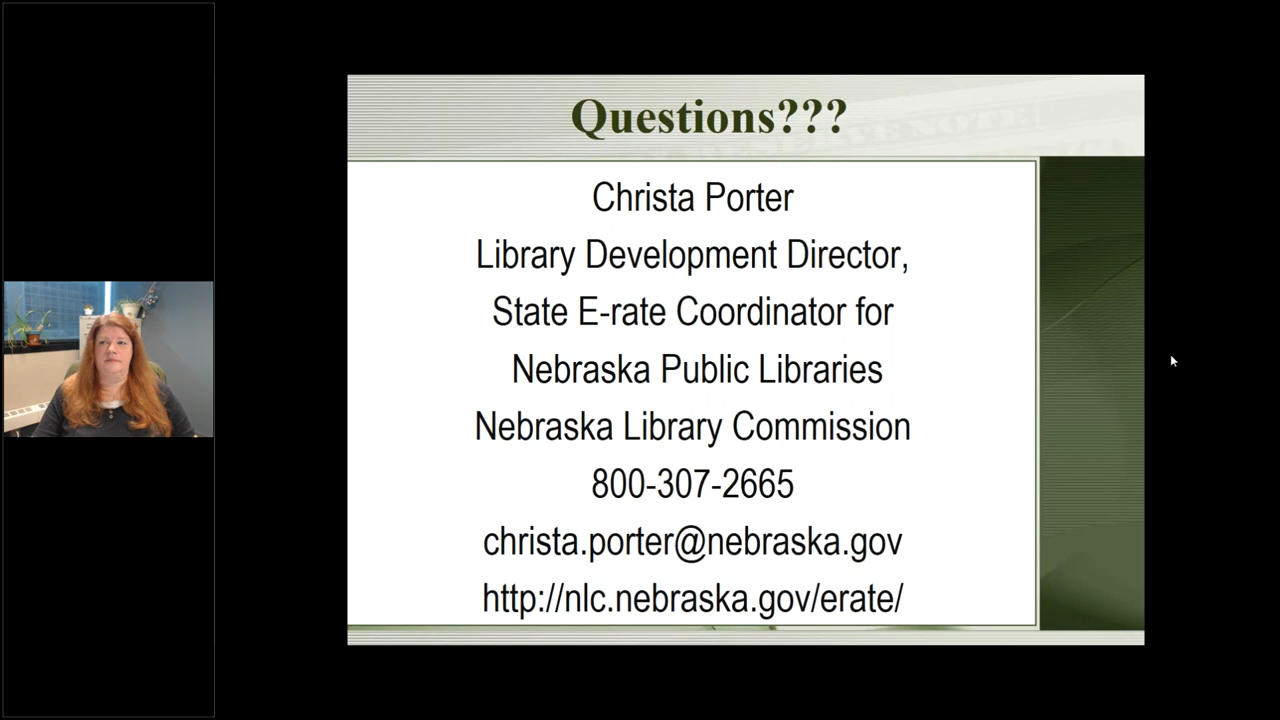 Questions???
Christa Porter
Library Development Director,
State E-rate Coordinator for
Nebraska Public Libraries
Nebraska Library Commission
800-307-2665
christa.porter@nebraska.gov
http://nlc.nebraska.gov/erate/